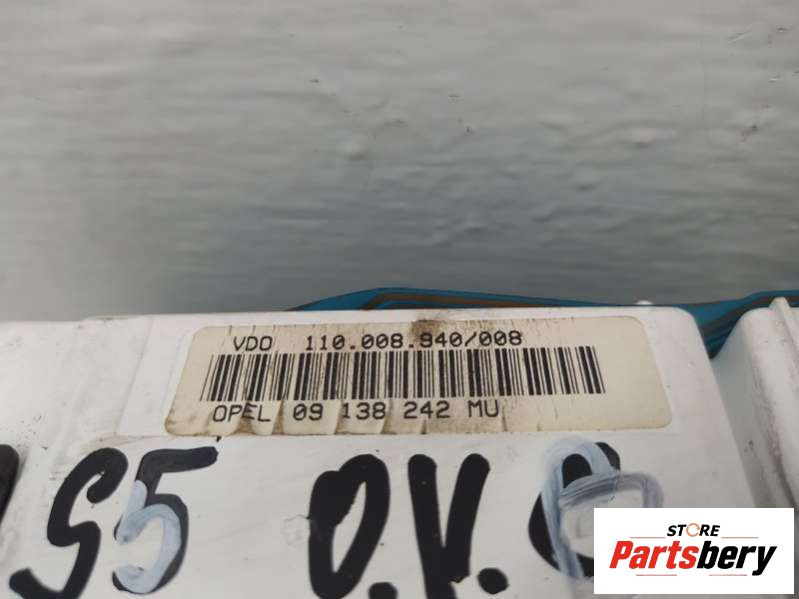 VDO 110.008.940/008
OPEL 09 138 242 MU
S5 O.V.
STORE
Partsbery